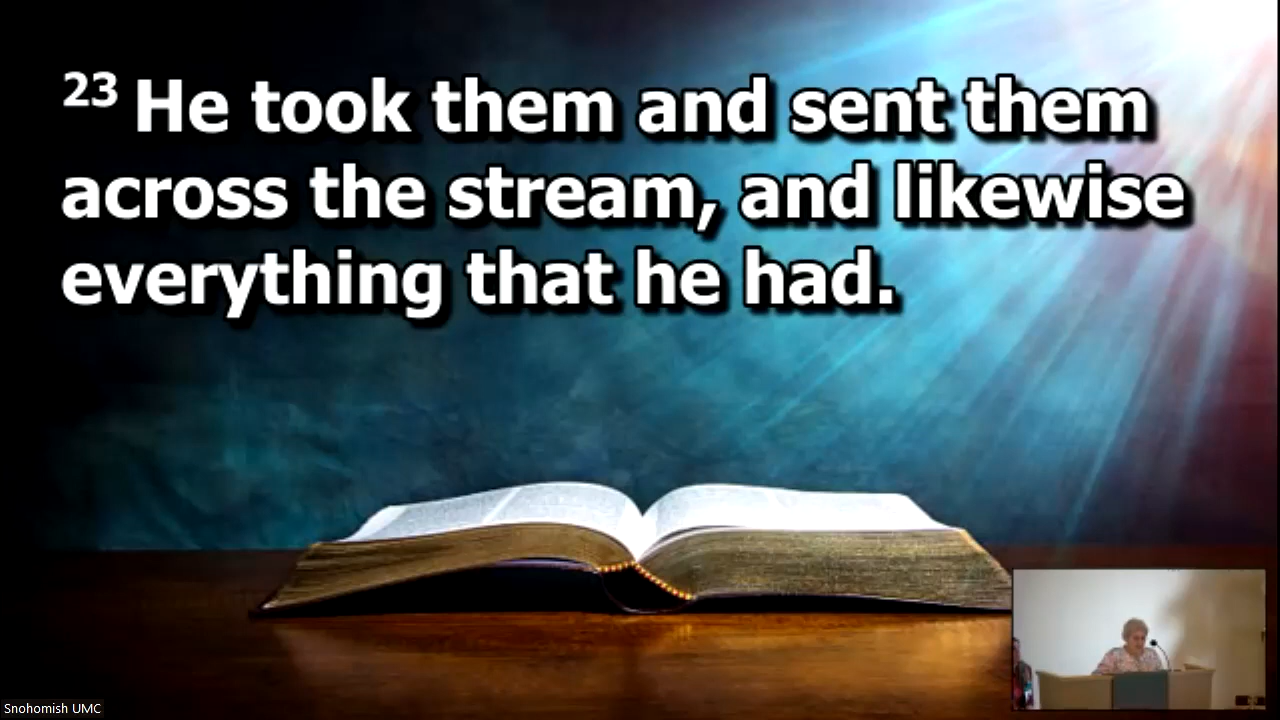 23 He took them and sent them
across the stream, and likewise
everything that he had.
Snohomish UMC